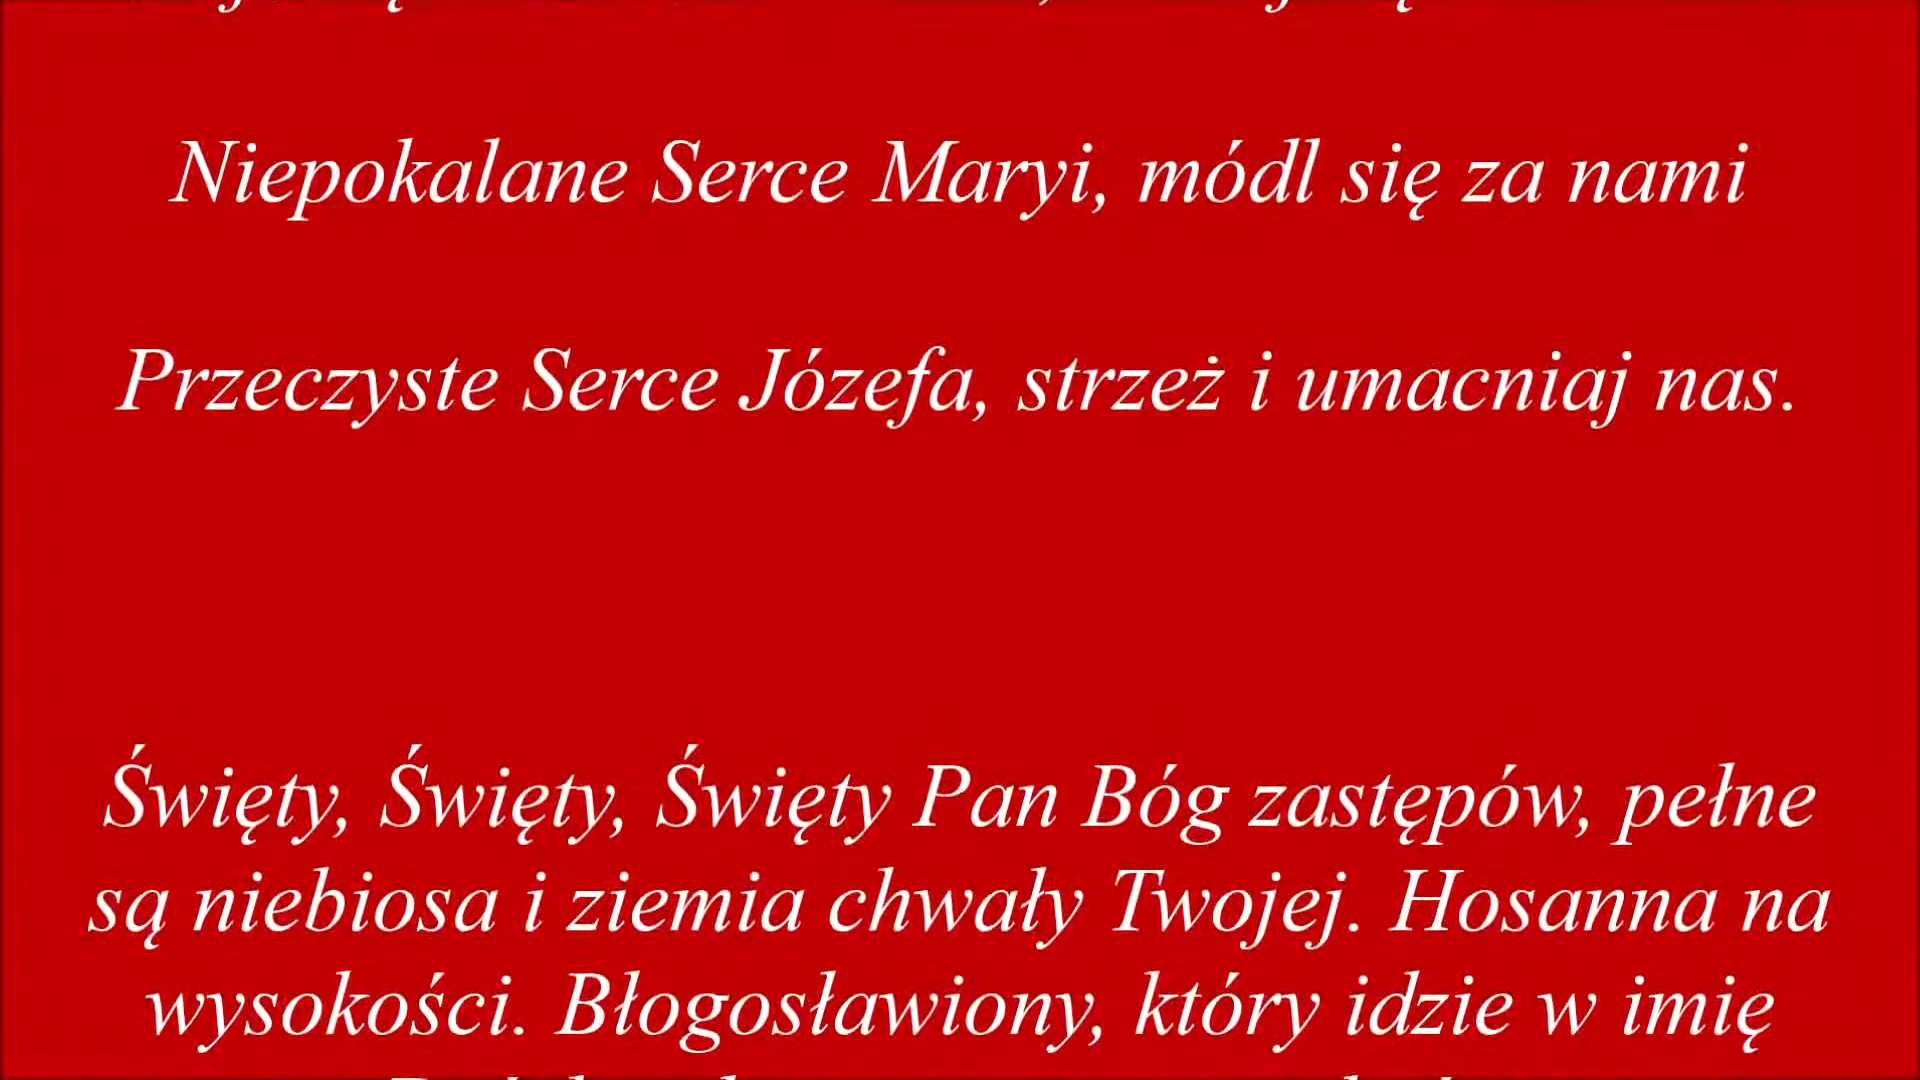 Niepokalane Serce Maryi, módl się za nami
Przeczyste Serce Józefa, strzeż i umacniaj nas.
Święty, Święty, Święty Pan Bóg zastępów, pełne
są niebiosa i ziemia chwały Twojej. Hosanna na
wysokości. Błogosławiony, który idzie w imię